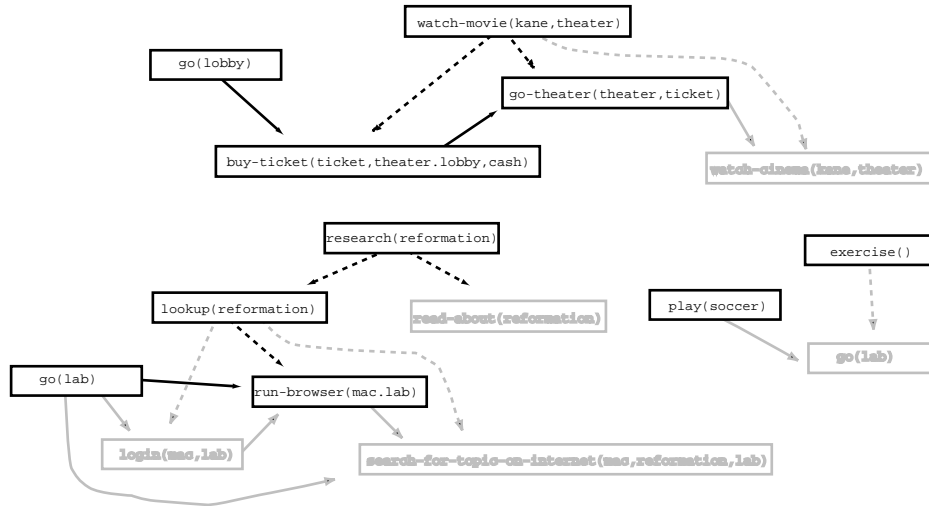 watch-movie(kane,theater)
go(lobby)
go-theater(theater,ticket)
buy-ticket(ticket,theater.lobby,cash)
watch-cinema(kane,theater)
research(reformation)
exercise()
lookup(reformation)
read-about(reformation)
play(soccer)
go(lab)
go(lab)
run-browser(mac.lab)
login(mac,lab)
search-for-topic-on-internet(mac,reformation,lab)